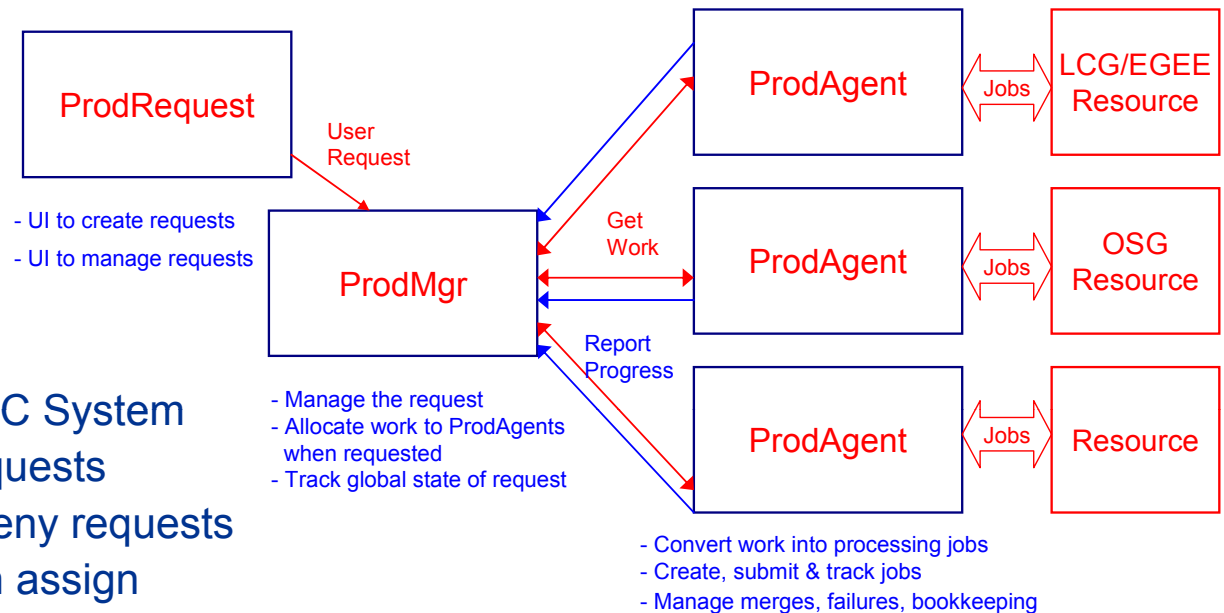 ProdRequest
User
Request
- UI to create requests
- UI to manage requests
ProdMgr
- Manage the request
- Allocate work to ProdAgents
when requested
- Track global state of request
Get
Work
Report
Progress
ProdAgent
Jobs
LCG/EGEE
Resource
ProdAgent
Jobs
OSG
Resource
ProdAgent
Jobs
Resource
- Convert work into processing jobs
- Create, submit & track jobs
- Manage merges, failures, bookkeeping
C System
quests
eny requests
assign